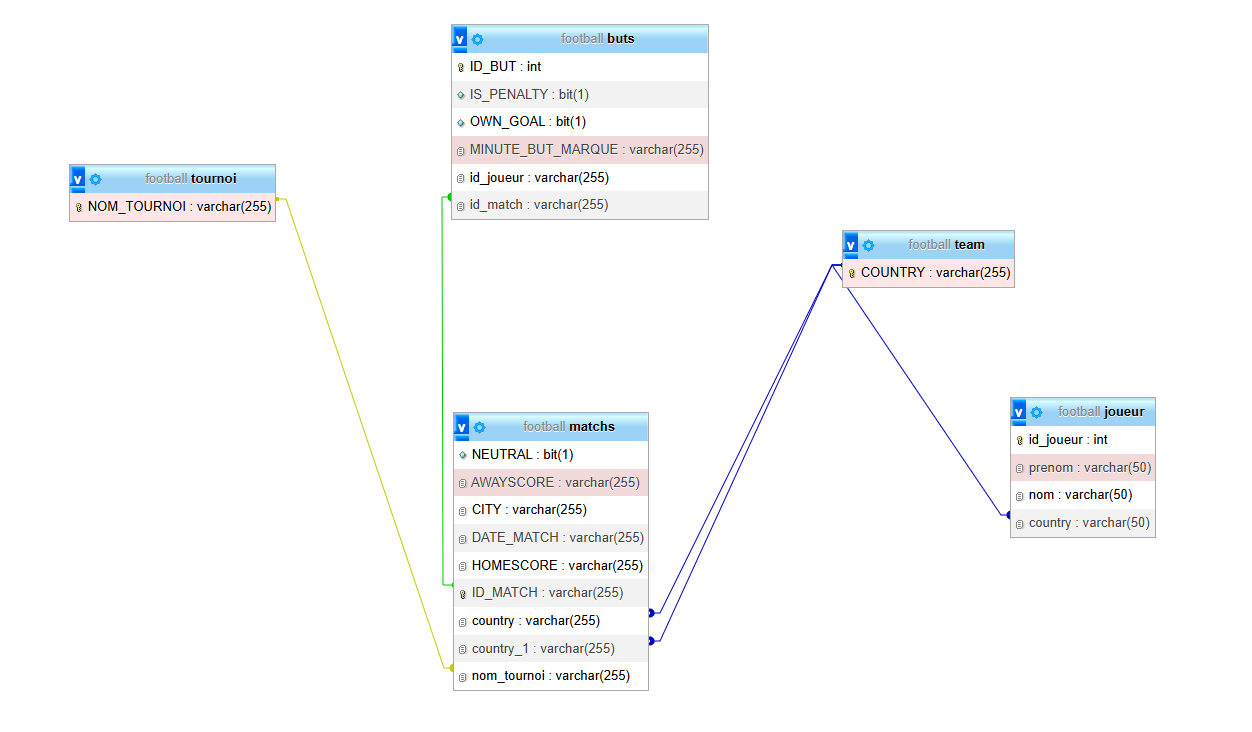 v football buts
ID_BUT : int
IS_PENALTY : bit(1)
OWN_GOAL : bit(1)
MINUTE_BUT_MARQUE : varchar(255)
id_joueur : varchar(255)
id_match : varchar(255)
v football tournoi
NOM_TOURNOI : varchar(255)
v football team
COUNTRY : varchar(255)
v football matchs
NEUTRAL : bit(1)
AWAYSCORE : varchar(255)
CITY : varchar(255)
DATE_MATCH : varchar(255)
HOMESCORE : varchar(255)
ID_MATCH : varchar(255)
country : varchar(255)
country_1 : varchar(255)
nom_tournoi : varchar(255)
v football joueur
id_joueur : int
prenom : varchar(50)
nom : varchar(50)
country : varchar(50)